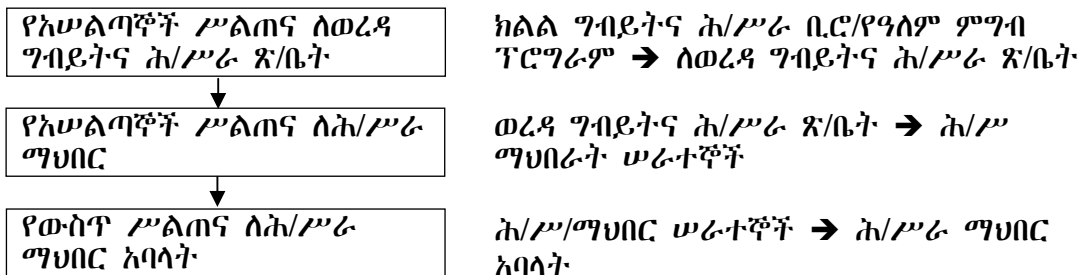 የአሠልጣኞች ሥልጠና ለወረዳ
ግብይትና ሕ/ሥራ ጽ/ቤት
ክልል ግብይትና ሕ/ሥራ ቢሮ/የዓለም ምግብ
ፕሮግራም ➔ ለወረዳ ግብይትና ሕ/ሥራ ጽ/ቤት
የአሠልጣኞች ሥልጠና ለሕ/ሥራ
ማህበር
ወረዳ ግብይትና ሕ/ሥራ ጽ/ቤት ➔ ሕ/ሥ
ማህበራት ሠራተኞች
የውስጥ ሥልጠና ለሕ/ሥራ
ማህበር አባላት
ሕ/ሥ/ማህበር ሠራተኞች ➔ ሕ/ሥራ ማህበር
አባላት